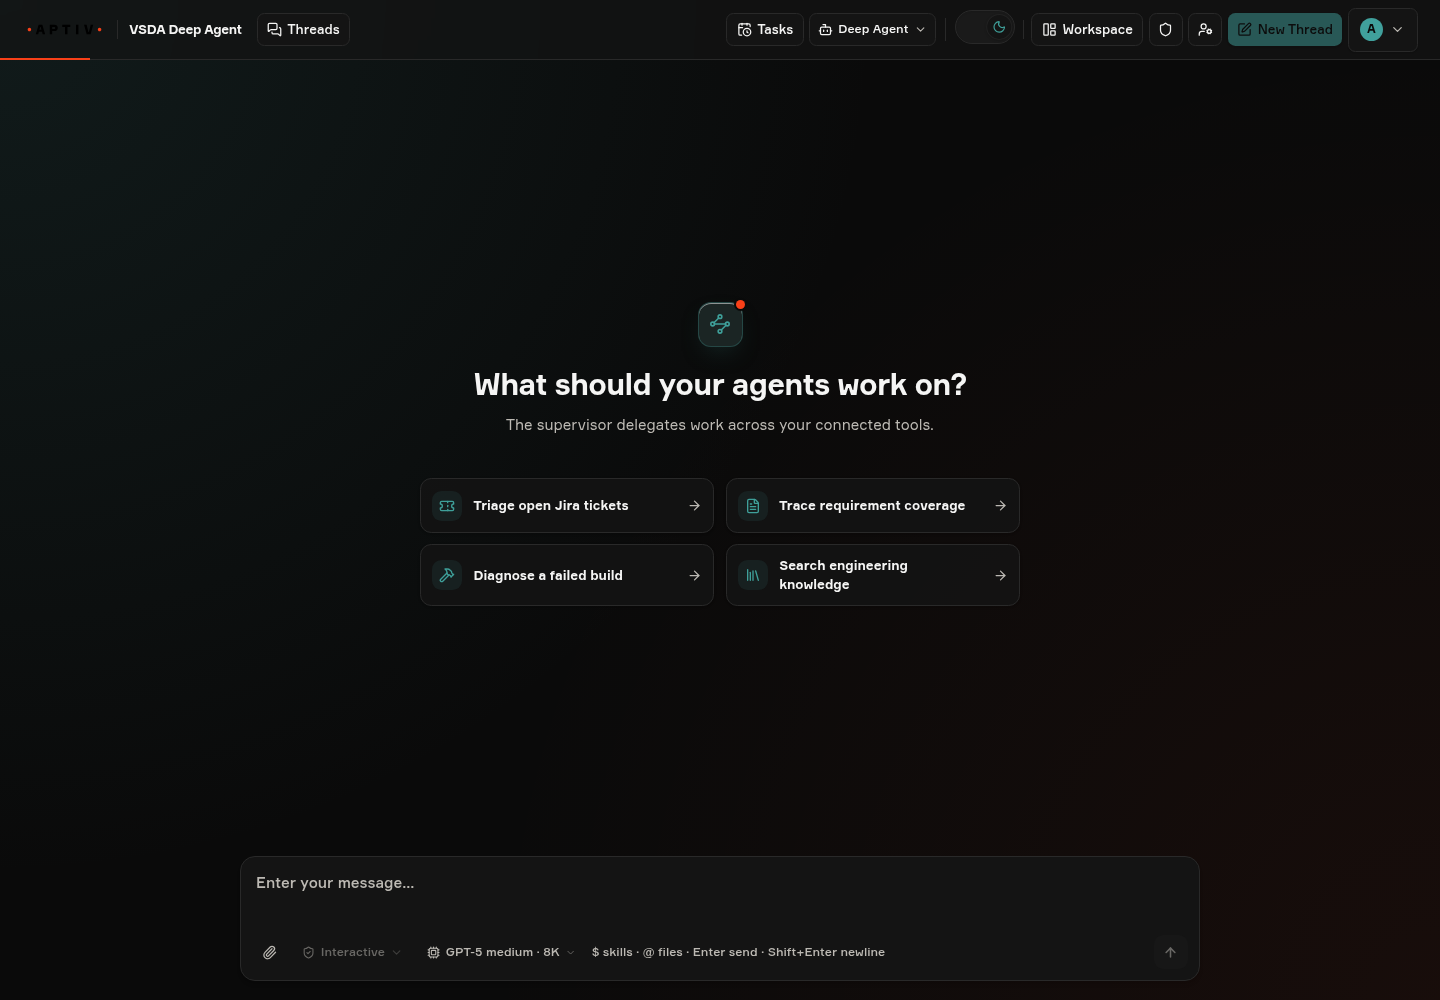 • A P T I V •
VSDA Deep Agent
Threads
Tasks
Deep Agent
Workspace
New Thread
A
What should your agents work on?
The supervisor delegates work across your connected tools.
Triage open Jira tickets
Trace requirement coverage
Diagnose a failed build
Search engineering
knowledge
Enter your message...
Interactive
GPT-5 medium · 8K
$ skills · @ files · Enter send · Shift+Enter newline